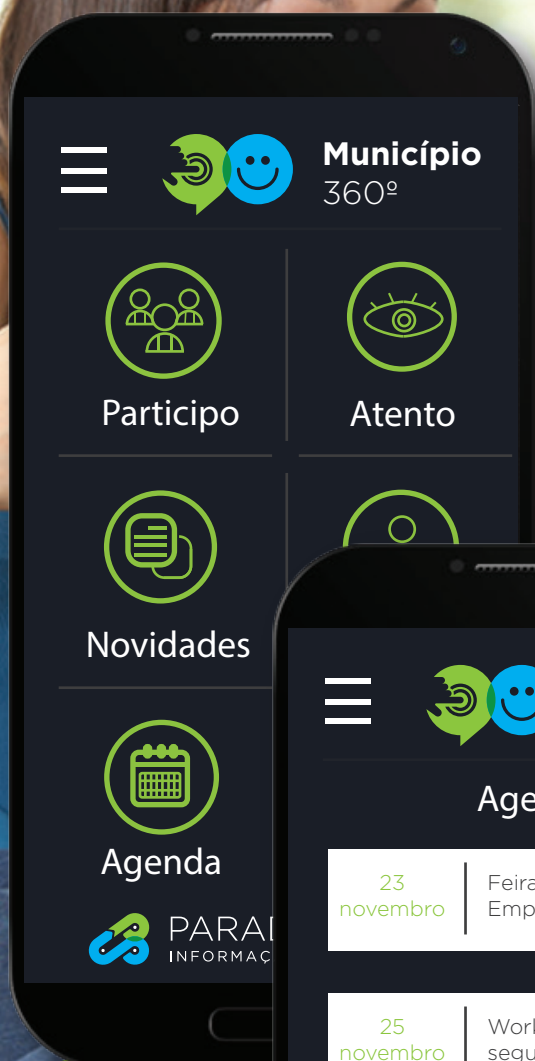 Município
360º
Participo
Atento
Novidades
Agenda
23
novembro
25
novembro